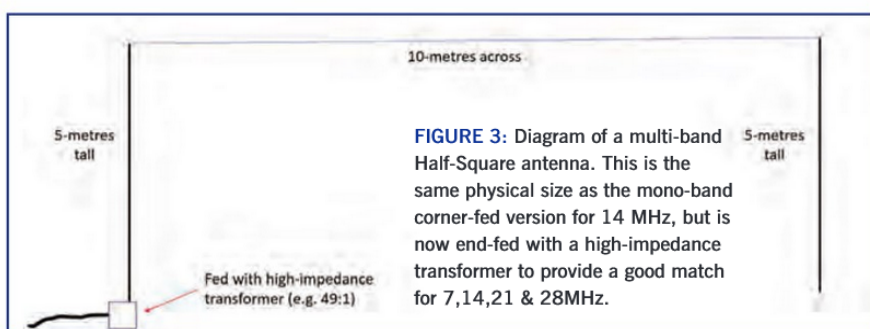 10-metres across
5-metres
tall
FIGURE 3: Diagram of a multi-band
Half-Square antenna. This is the
same physical size as the mono-band
corner-fed version for 14 MHz, but is
now end-fed with a high-impedance
transformer to provide a good match
for 7,14,21 & 28MHz.
5-metres
tall
Fed with high-impedance
transformer (e.g. 49:1)